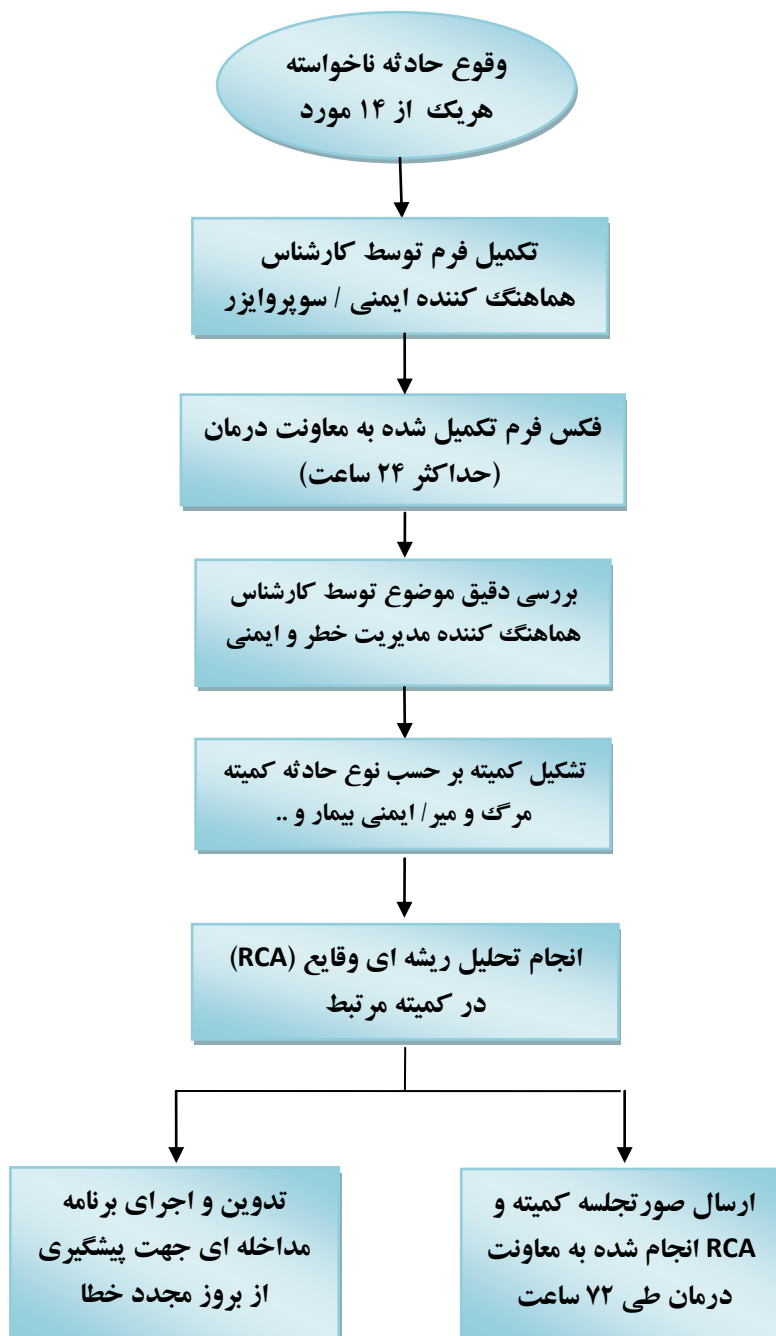 وقوع حادثه ناخواسته
هریک از ۱۴ مورد
تکمیل فرم توسط کارشناس
هماهنگ کننده ایمنی / سوپروایزر
فکس فرم تکمیل شده به معاونت درمان
(حداکثر ۲۴ ساعت)
بررسی دقیق موضوع توسط کارشناس
هماهنگ کننده مدیریت خطر و ایمنی
تشکیل کمیته بر حسب نوع حادثه کمیته
مرگ و میر/ ایمنی بیمار و ..
انجام تحلیل ریشه ای وقایع (RCA)
در کمیته مرتبط
ارسال صورتجلسه کمیته و
RCA انجام شده به معاونت
درمان طی ۷۲ ساعت
تدوین و اجرای برنامه
مداخله ای جهت پیشگیری
از بروز مجدد خطا